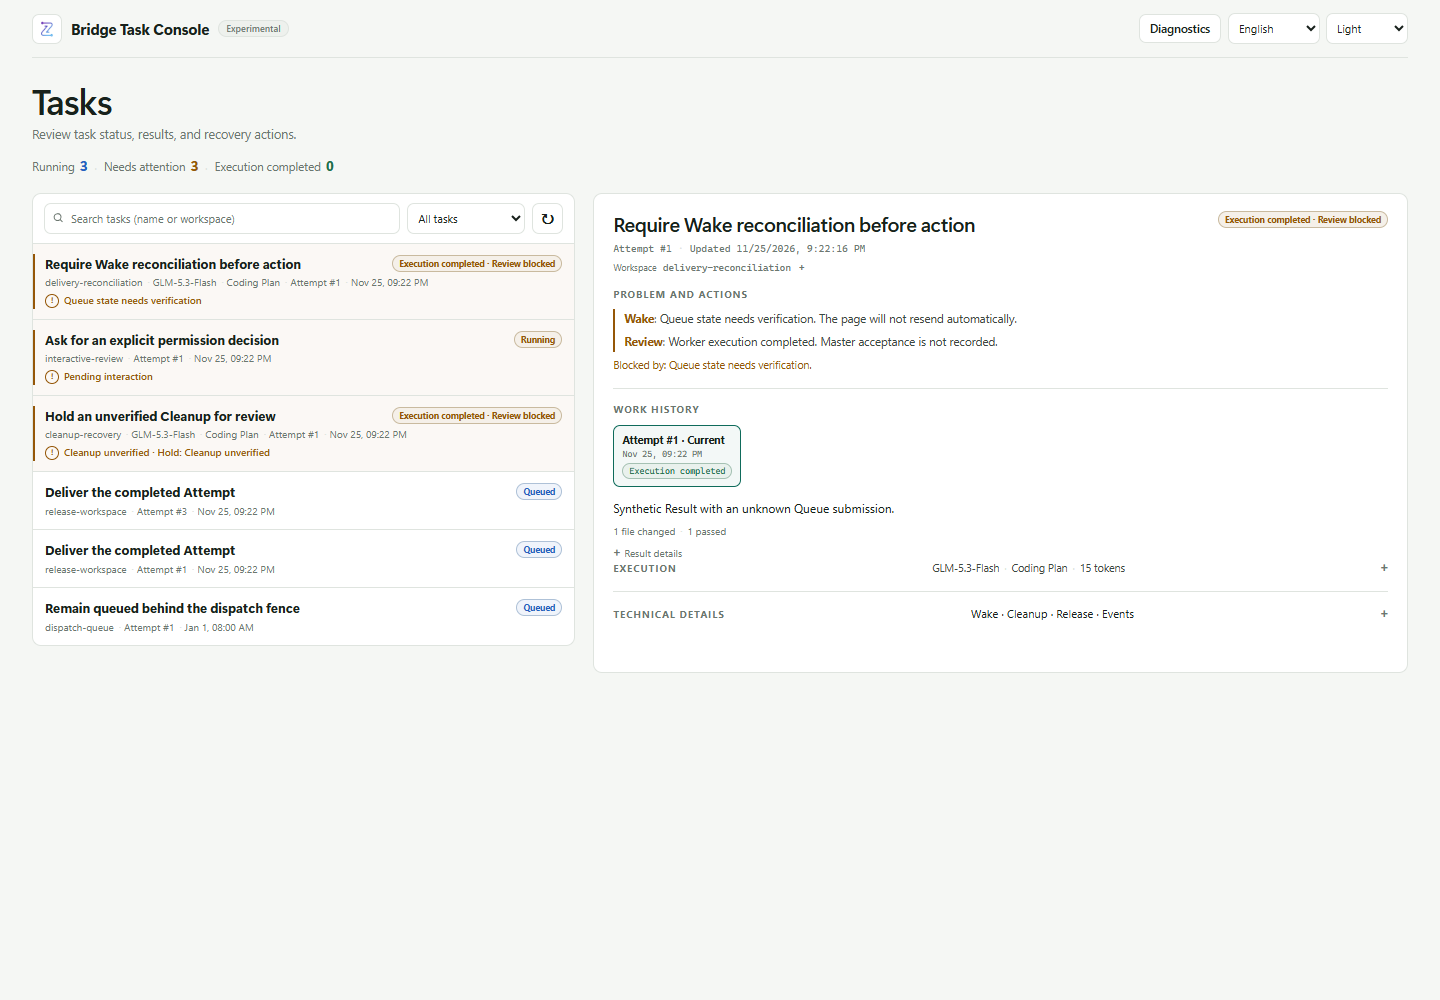 Bridge Task Console Experimental Diagnostics English Light
Tasks
Review task status, results, and recovery actions.
Running 3 · Needs attention 3 · Execution completed 0
Search tasks (name or workspace) All tasks ↻
Require Wake reconciliation before action Execution completed · Review blocked
delivery-reconciliation · GLM-5.3-Flash · Coding Plan · Attempt #1 · Nov 25, 09:22 PM
! Queue state needs verification
Ask for an explicit permission decision Running
interactive-review · Attempt #1 · Nov 25, 09:22 PM
! Pending interaction
Hold an unverified Cleanup for review Execution completed · Review blocked
cleanup-recovery · GLM-5.3-Flash · Coding Plan · Attempt #1 · Nov 25, 09:22 PM
! Cleanup unverified · Hold: Cleanup unverified
Deliver the completed Attempt Queued
release-workspace · Attempt #3 · Nov 25, 09:22 PM
Deliver the completed Attempt Queued
release-workspace · Attempt #1 · Nov 25, 09:22 PM
Remain queued behind the dispatch fence Queued
dispatch-queue · Attempt #1 · Jan 1, 08:00 AM
Require Wake reconciliation before action Execution completed · Review blocked
Attempt #1 · Updated 11/25/2026, 9:22:16 PM
Workspace delivery-reconciliation +
PROBLEM AND ACTIONS
Wake: Queue state needs verification. The page will not resend automatically.
Review: Worker execution completed. Master acceptance is not recorded.
Blocked by: Queue state needs verification.
WORK HISTORY
Attempt #1 · Current
Nov 25, 09:22 PM
Execution completed
Synthetic Result with an unknown Queue submission.
1 file changed · 1 passed
+ Result details
EXECUTION GLM-5.3-Flash · Coding Plan · 15 tokens +
TECHNICAL DETAILS Wake · Cleanup · Release · Events +